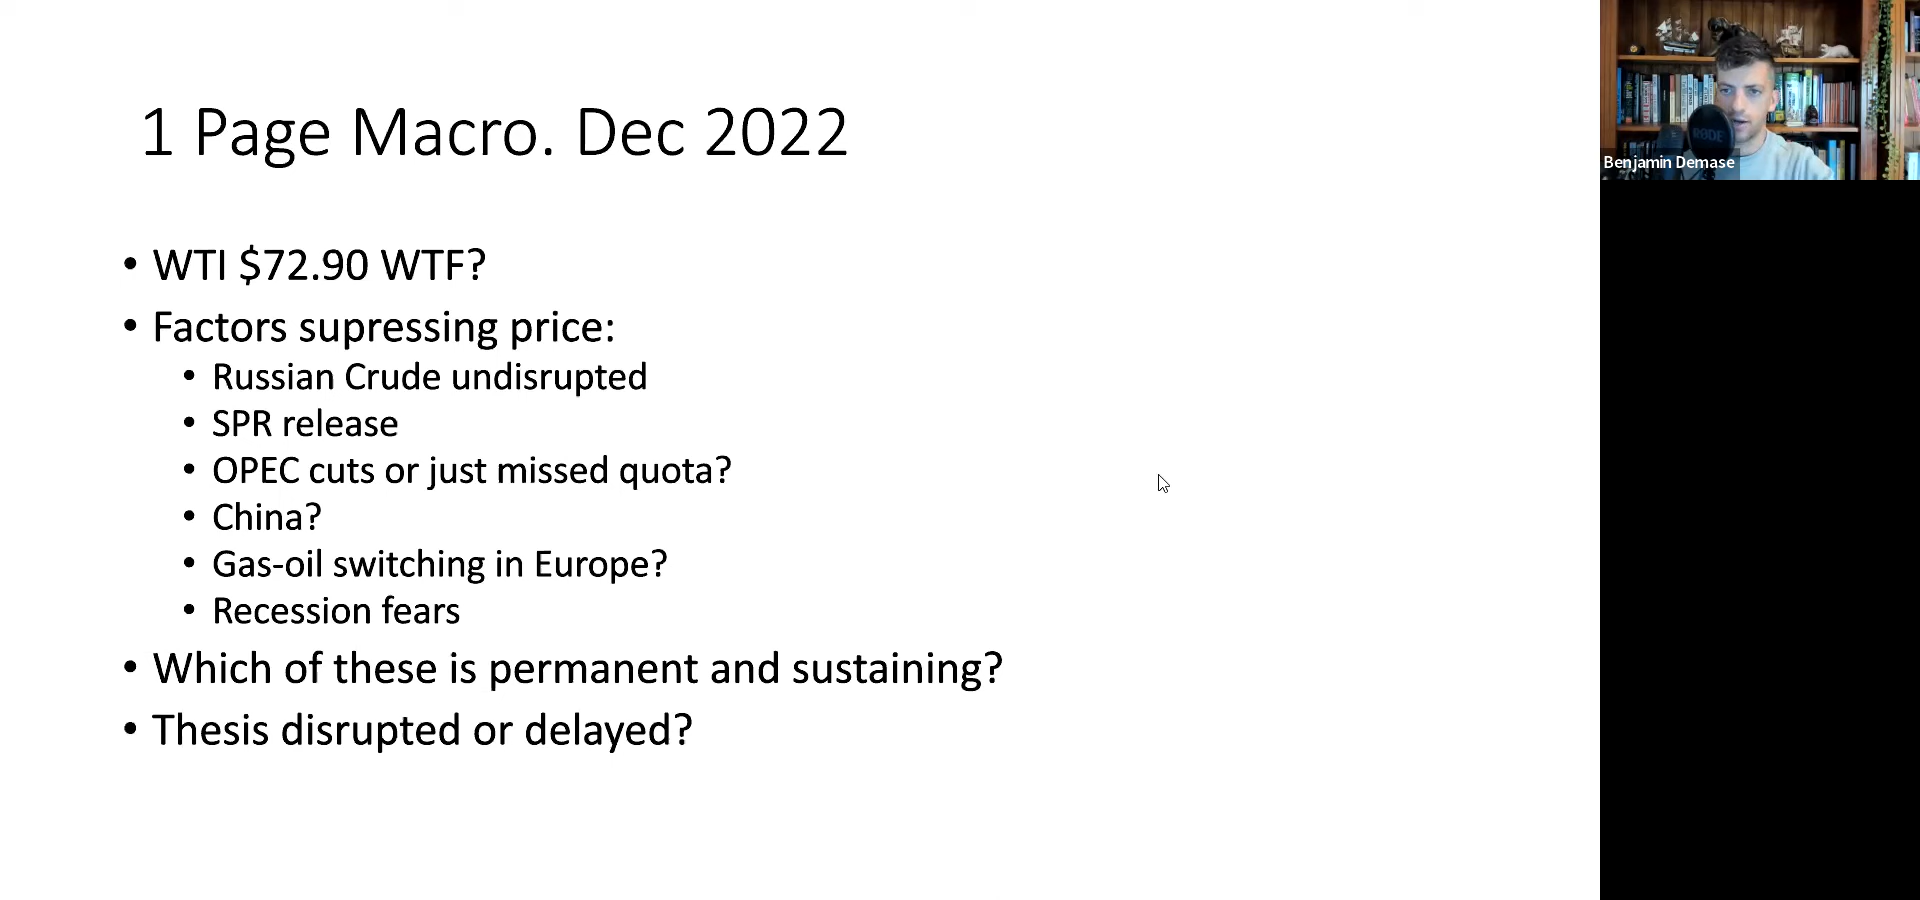 1 Page Macro. Dec 2022
• WTI $72.90 WTF?
• Factors supressing price:
• Russian Crude undisrupted
• SPR release
• OPEC cuts or just missed quota?
• China?
• Gas-oil switching in Europe?
• Recession fears
• Which of these is permanent and sustaining?
• Thesis disrupted or delayed?
RØDE
Benjamin Demase